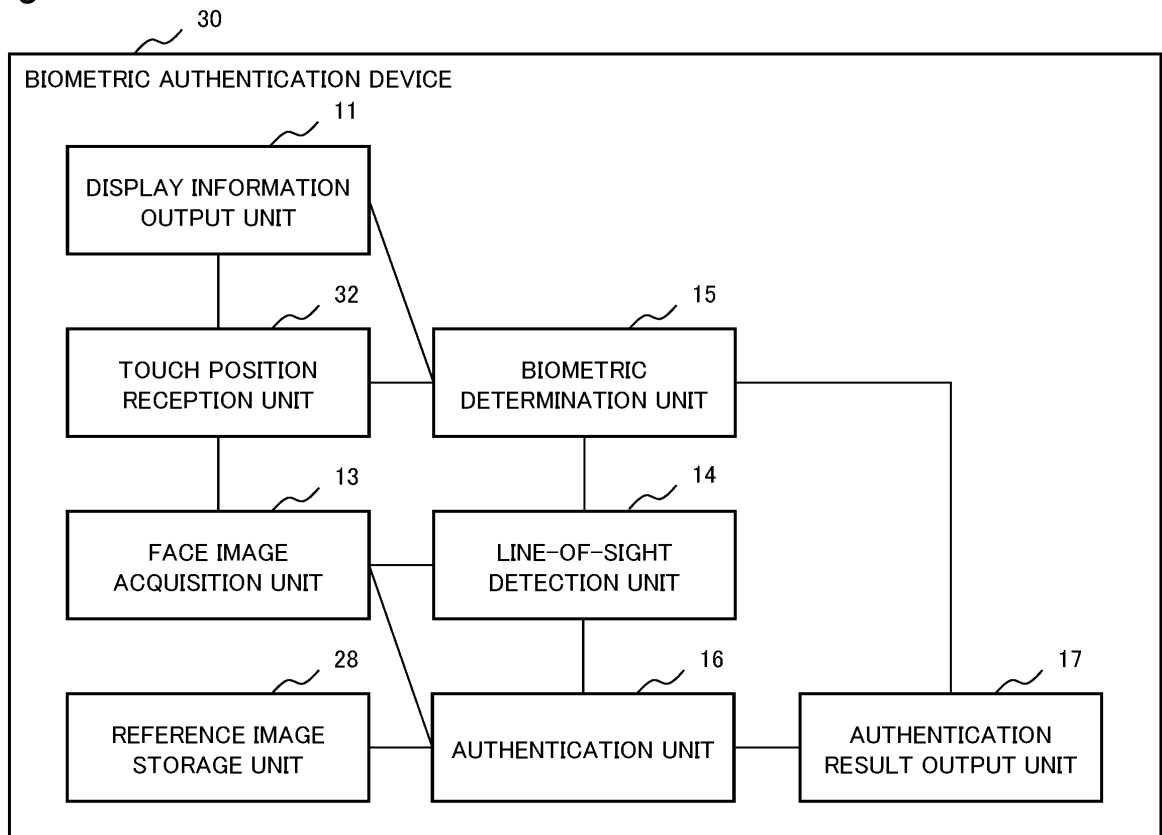 30
BIOMETRIC AUTHENTICATION DEVICE
11
DISPLAY INFORMATION
OUTPUT UNIT
32
TOUCH POSITION
RECEPTION UNIT
15
BIOMETRIC
DETERMINATION UNIT
13
FACE IMAGE
ACQUISITION UNIT
14
LINE-OF-SIGHT
DETECTION UNIT
28
REFERENCE IMAGE
STORAGE UNIT
16
AUTHENTICATION UNIT
17
AUTHENTICATION
RESULT OUTPUT UNIT